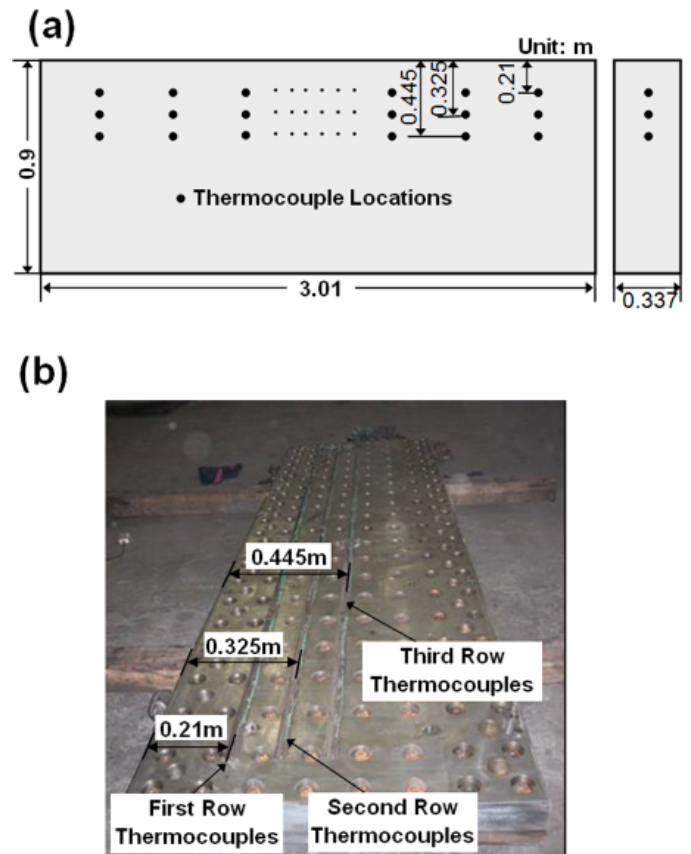 (a)
Unit: m
0.9
0.445
0.325
0.21
Thermocouple Locations
3.01
0.337
(b)
0.445m
0.325m
Third Row
Thermocouples
0.21m
First Row
Thermocouples
Second Row
Thermocouples